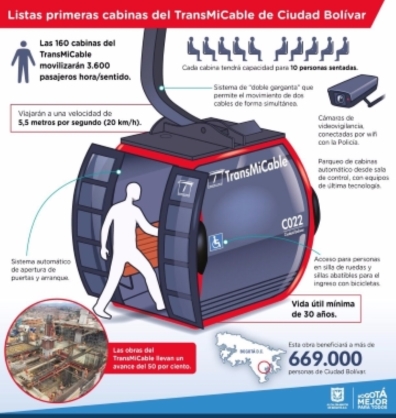 Listas primeras cabinas del TransMiCable de Ciudad Bolívar
Las 160 cabinas del
TransMiCable
movilizarán 3.600
pasajeros hora/sentido.
Cada cabina tendrá capacidad para 10 personas sentadas.
Viajarán a una velocidad de
5,5 metros por segundo (20 km/h).
Sistema de "doble garganta" que
permite el movimiento de dos
cables de forma simultánea.
Cámaras de
videovigilancia,
conectadas por wifi
con la Policía.
Parqueo de cabinas
automático desde sala
de control, con equipos
de última tecnología.
TransMiCable
C022
Sistema automático
de apertura de
puertas y arranque.
Acceso para personas
en silla de ruedas y
sillas abatibles para el
ingreso con bicicletas.
Vida útil mínima
de 30 años.
Las obras del
TransMiCable llevan un
avance del 50 por ciento.
BOGOTÁ D.C.
Esta obra beneficiará a más de
669.000
personas de Ciudad Bolívar.
BOGOTÁ
MEJOR
PARA TODOS